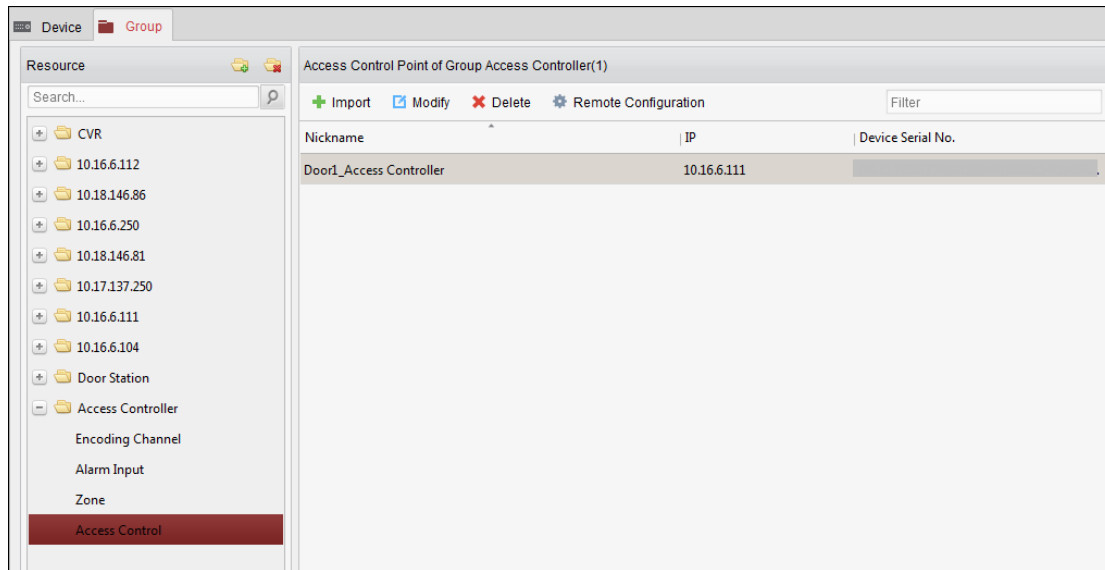 Device Group
Resource
Search...
CVR
10.16.6.112
10.18.146.86
10.16.6.250
10.18.146.81
10.17.137.250
10.16.6.111
10.16.6.104
Door Station
Access Controller
Encoding Channel
Alarm Input
Zone
Access Control
Access Control Point of Group Access Controller(1)
Import Modify Delete Remote Configuration Filter
Nickname IP Device Serial No.
Door1_Access Controller 10.16.6.111 .